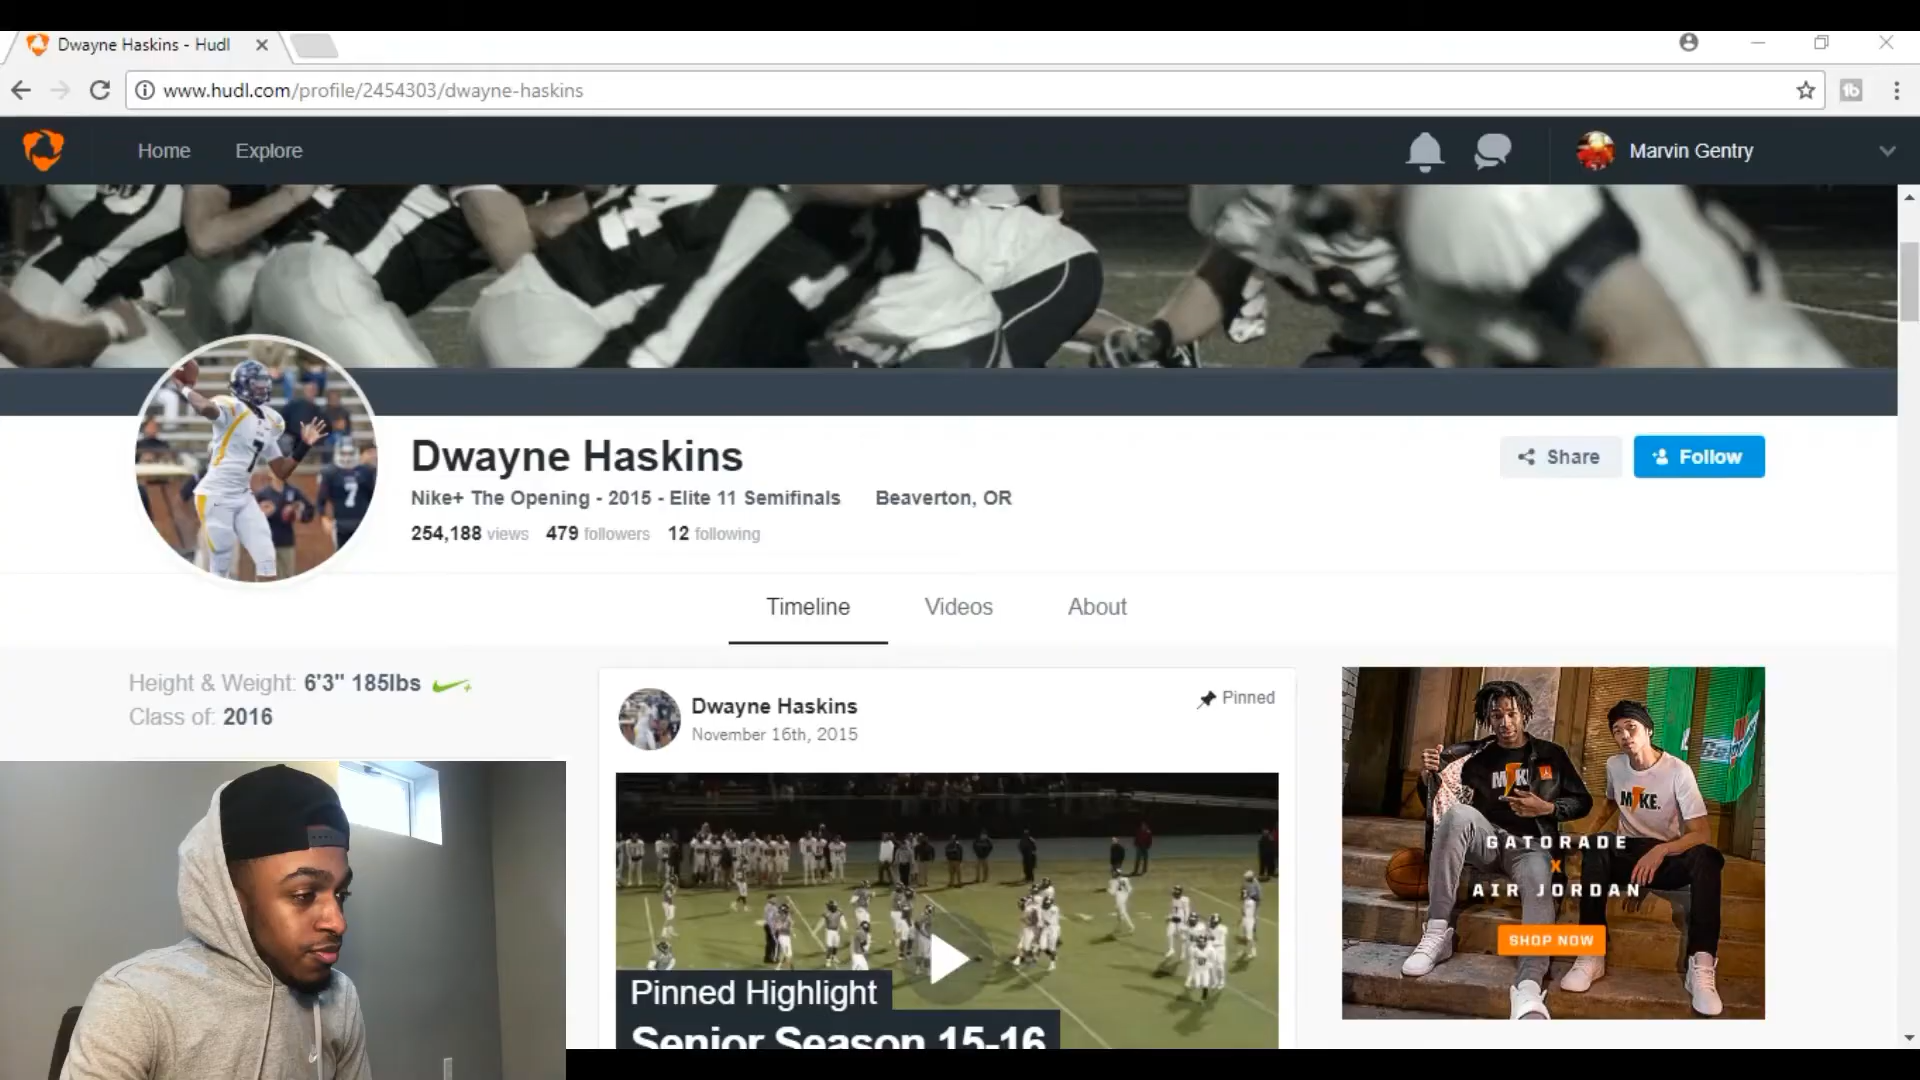 Dwayne Haskins - Hudl
www.hudl.com/profile/2454303/dwayne-haskins
Home
Explore
Marvin Gentry
Dwayne Haskins
Share
Follow
Nike+ The Opening - 2015 - Elite 11 Semifinals
Beaverton, OR
254,188 views 479 followers 12 following
Timeline
Videos
About
Height & Weight: 6'3" 185lbs
Class of: 2016
Dwayne Haskins
November 16th, 2015
Pinned
Pinned Highlight
Senior Season 15-16
GATORADE
X
AIR JORDAN
SHOP NOW
7
7